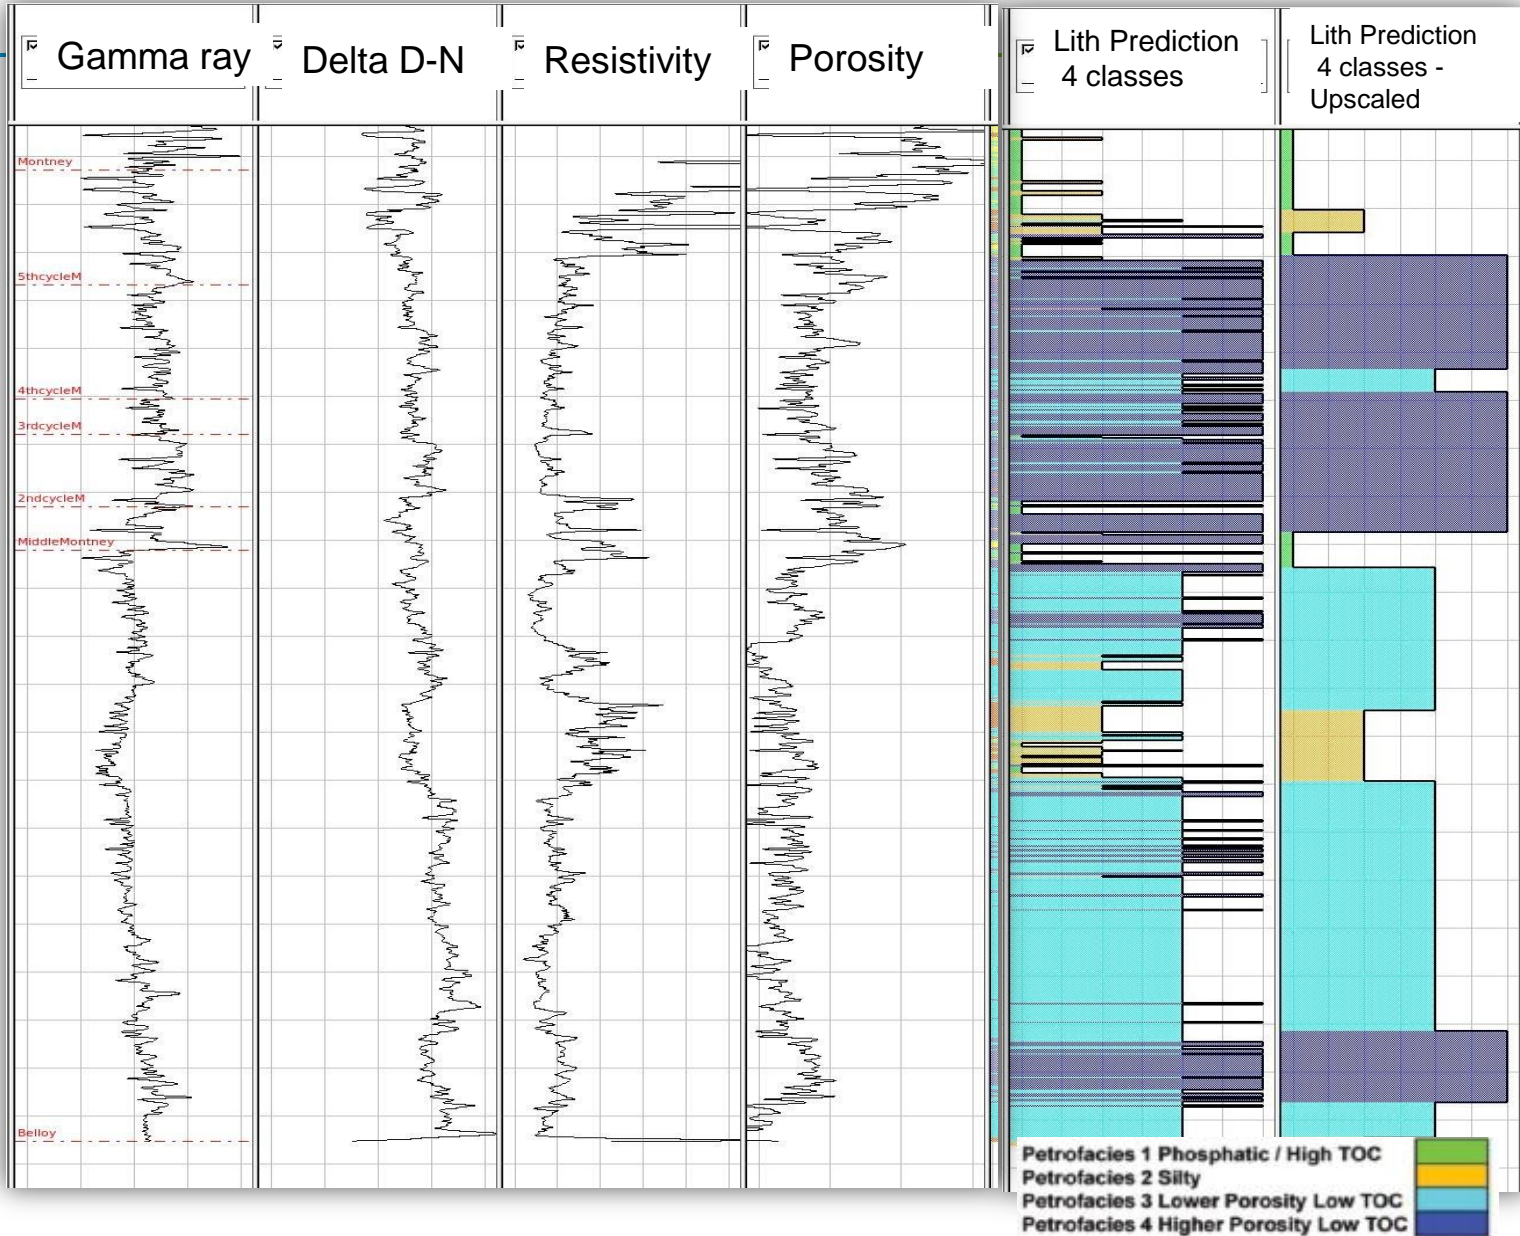 Gamma ray
Delta D-N
Resistivity
Porosity
Lith Prediction
4 classes
Lith Prediction
4 classes -
Upscaled
Montney
5thcycleM
4thcycleM
3rdcycleM
2ndcycleM
MiddleMontney
Belloy
Petrofacies 1 Phosphatic / High TOC
Petrofacies 2 Silty
Petrofacies 3 Lower Porosity Low TOC
Petrofacies 4 Higher Porosity Low TOC